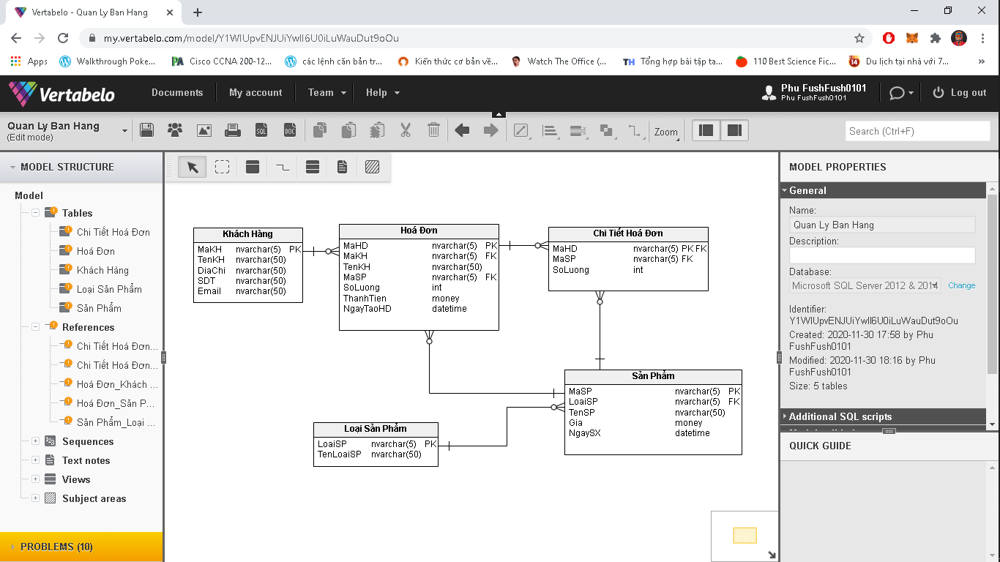 Vertabelo - Quan Ly Ban Hang
my.vertabelo.com/model/Y1WlUpvENJUiYwIl6U0iLuWauDut9oOu
Apps Walkthrough Poke... Cisco CCNA 200-12... các lệnh căn bản tr... Kiến thức cơ bản về... Watch The Office (... TH Tổng hợp bài tập ta... 110 Best Science Fic... Du lịch tại nhà với 7... »
Vertabelo Documents My account Team Help Phu FushFush0101 Log out
Phu FushFush0101
Quan Ly Ban Hang
(Edit mode)
SQL DOC Zoom Search (Ctrl+F)
MODEL STRUCTURE
Model
Tables
Chi Tiết Hoá Đơn
Hoá Đơn
Khách Hàng
Loại Sản Phẩm
Sản Phẩm
References
Chi Tiết Hoá Đơn...
Chi Tiết Hoá Đơn...
Hoá Đơn_Khách ...
Hoá Đơn_Sản P...
Sản Phẩm_Loại ...
Sequences
Text notes
Views
Subject areas
PROBLEMS (10)
Khách Hàng
MaKH nvarchar(5) PK
TenKH nvarchar(50)
DiaChi nvarchar(50)
SDT nvarchar(50)
Email nvarchar(50)
Hoá Đơn
MaHD nvarchar(5) PK
MaKH nvarchar(5) FK
TenKH nvarchar(50)
MaSP nvarchar(5) FK
SoLuong int
ThanhTien money
NgayTaoHD datetime
Chi Tiết Hoá Đơn
MaHD nvarchar(5) PK FK
MaSP nvarchar(5) FK
SoLuong int
Sản Phẩm
MaSP nvarchar(5) PK
LoaiSP nvarchar(5) FK
TenSP nvarchar(50)
Gia money
NgaySX datetime
Loại Sản Phẩm
LoaiSP nvarchar(5) PK
TenLoaiSP nvarchar(50)
MODEL PROPERTIES
General
Name:
Quan Ly Ban Hang
Description:
Database:
Microsoft SQL Server 2012 & 2014 Change
Identifier:
Y1WlUpvENJUiYwIl6U0iLuWauDut9oOu
Created: 2020-11-30 17:58 by Phu
FushFush0101
Modified: 2020-11-30 18:16 by Phu
FushFush0101
Size: 5 tables
Additional SQL scripts
QUICK GUIDE